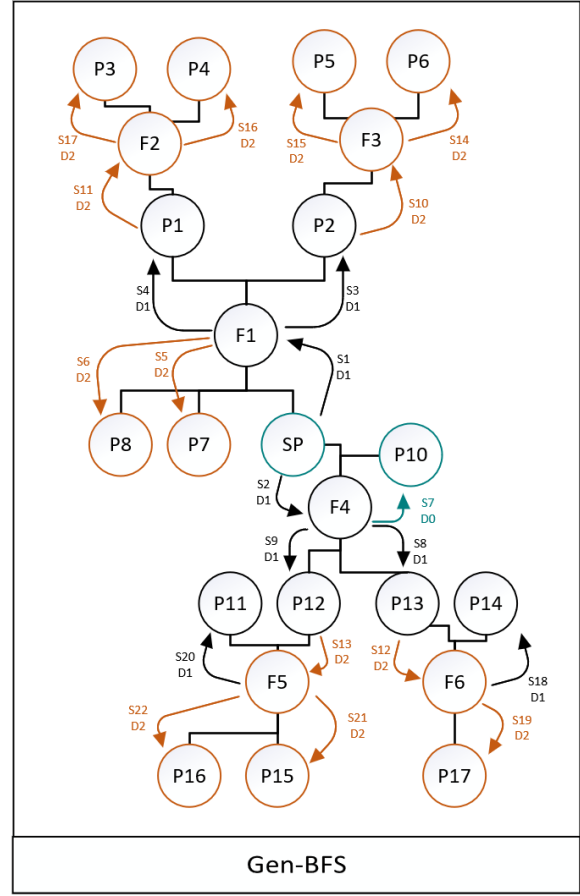 P3
P4
P5
P6
F2
F3
S17
D2
S16
D2
S15
D2
S14
D2
S11
D2
S10
D2
P1
P2
S4
D1
S3
D1
F1
S6
D2
S5
D2
S1
D1
P8
P7
SP
P10
S2
D1
F4
S7
D0
S9
D1
S8
D1
P11
P12
P13
P14
S20
D1
S13
D2
S12
D2
F5
F6
S18
D1
S22
D2
S21
D2
S19
D2
P16
P15
P17
Gen-BFS